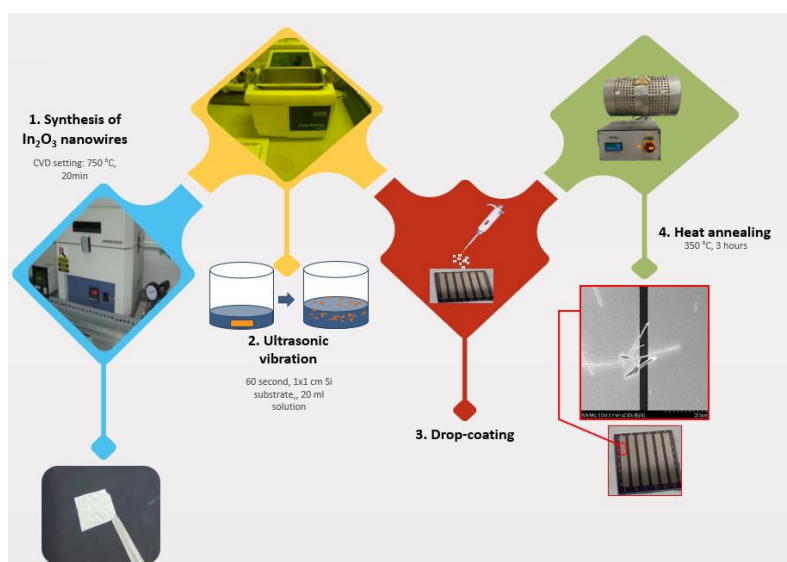 1. Synthesis of
In₂O₃ nanowires
CVD setting: 750 °C,
20min
2. Ultrasonic
vibration
60 second, 1x1 cm Si
substrate,, 20 ml
solution
3. Drop-coating
4. Heat annealing
350 °C, 3 hours